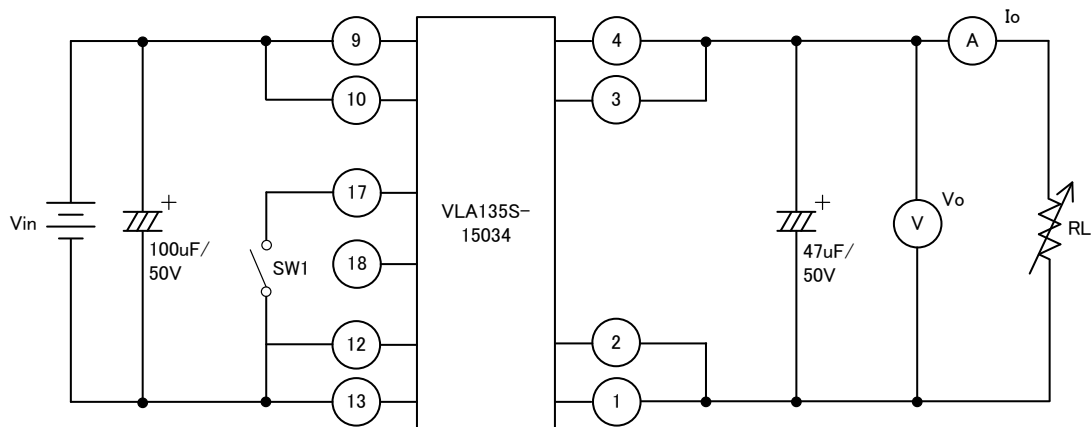 9
4
A
Io
10
3
17
VLA135S-
15034
Vin
+
100uF/
50V
SW1
18
+
47uF/
50V
V
Vo
RL
12
2
13
1